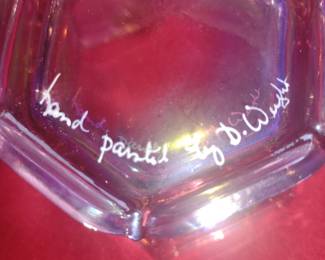 hand painted by D. Wright